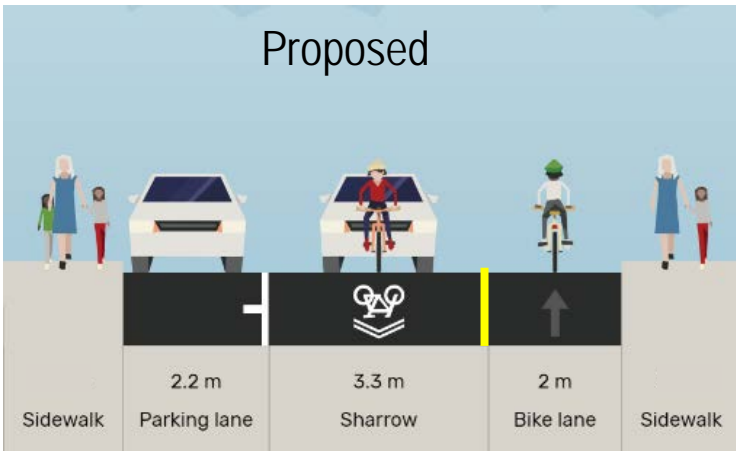 Proposed
2.2 m
3.3 m
2 m
Sidewalk
Parking lane
Sharrow
Bike lane
Sidewalk